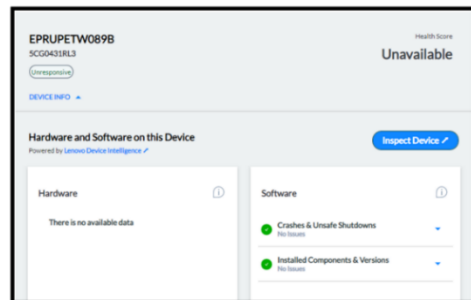 EPRUPETW089B
Health Score
5CG0431RL3
Unavailable
Unresponsive
DEVICE INFO
Hardware and Software on this Device
Powered by Lenovo Device Intelligence
Inspect Device
Hardware
Software
There is no available data
Crashes & Unsafe Shutdowns
No Issues
Installed Components & Versions
No Issues